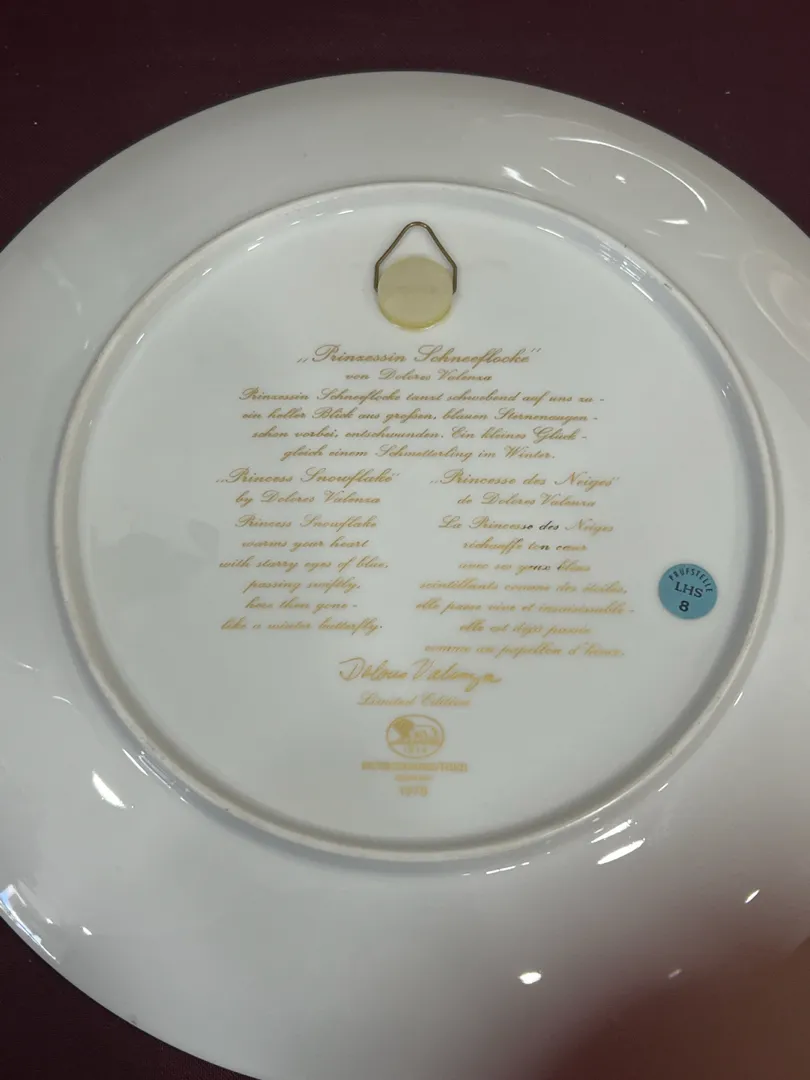 „Prinzessin Schneeflocke“
von Dolores Valenza
Prinzessin Schneeflocke tanzt schwebend auf uns zu -
ein heller Blick aus großen, blauen Sternenaugen -
schon vorbei, entschwunden. Ein kleines Glück -
gleich einem Schmetterling im Winter.
„Princess Snowflake“
by Dolores Valenza
Princess Snowflake
warms your heart
with starry eyes of blue,
passing swiftly,
here then gone -
like a winter butterfly.
„Princesse des Neiges“
de Dolores Valenza
La Princesse des Neiges
réchauffe ton cœur
avec ses yeux bleus
scintillants comme des étoiles,
elle passe vive et insaisissable -
elle est déjà partie
comme un papillon d'hiver.
Dolores Valenza
Limited Edition
PRÜFSTELLE
LHS
8